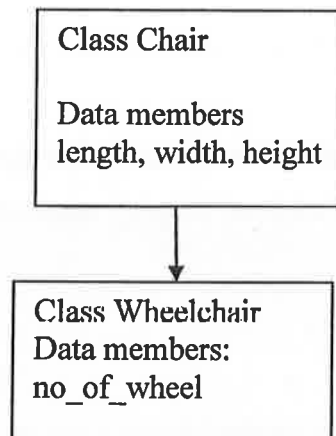 Class Chair
Data members
length, width, height
Class Wheelchair
Data members:
no_of_wheel